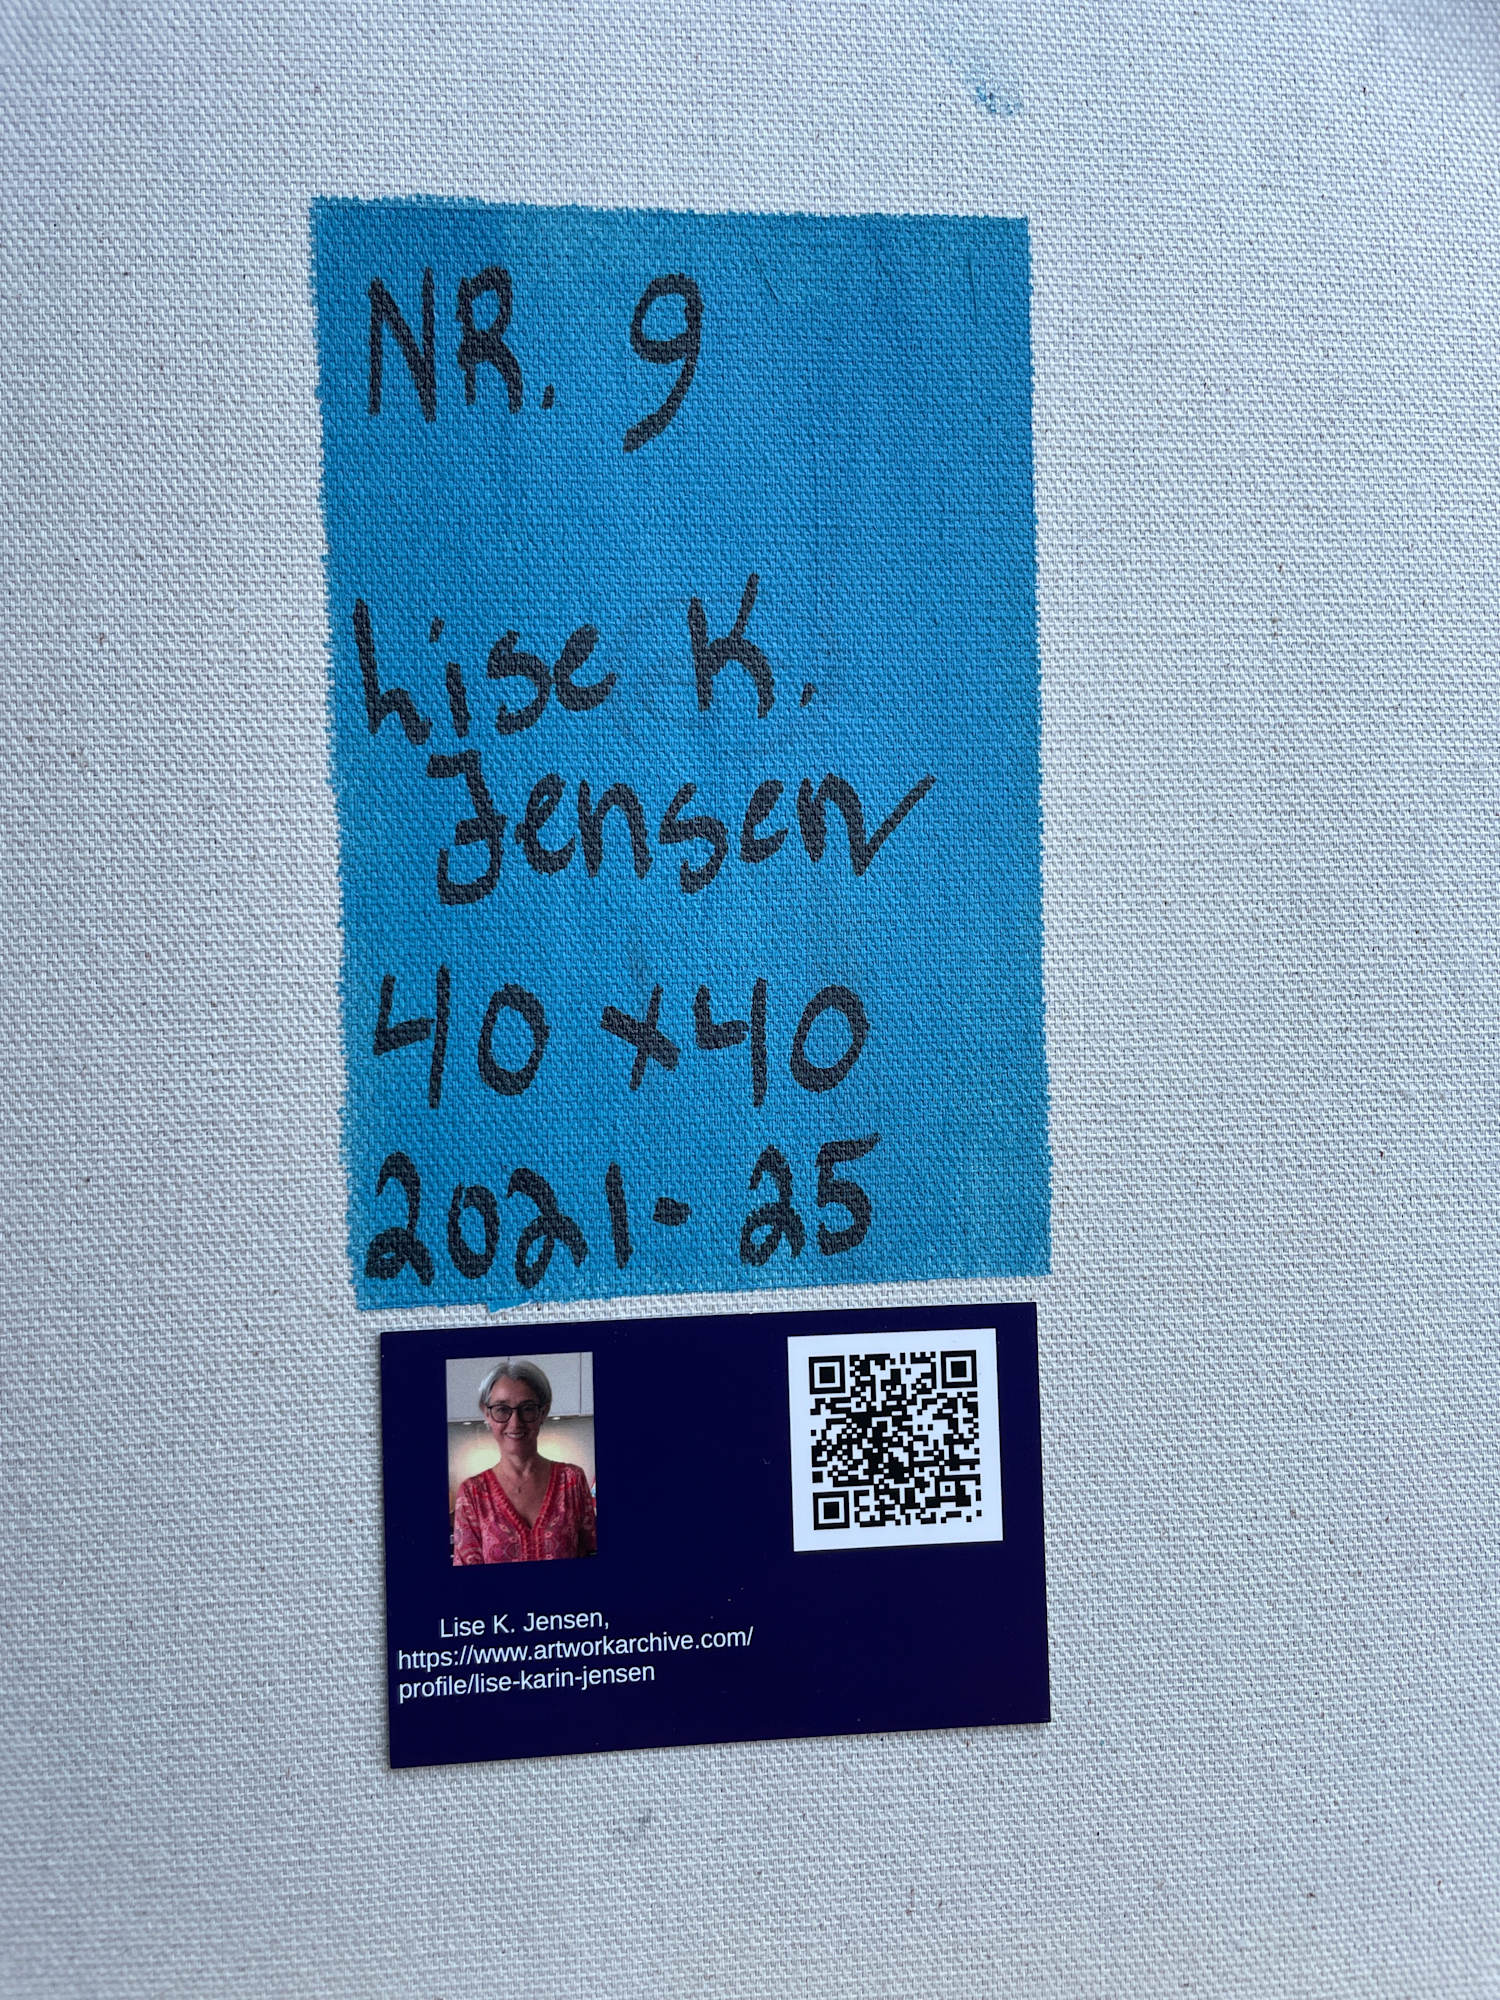 NR. 9
Lise K.
Jensen
40 x 40
2021 - 25
Lise K. Jensen,
https://www.artworkarchive.com/
profile/lise-karin-jensen